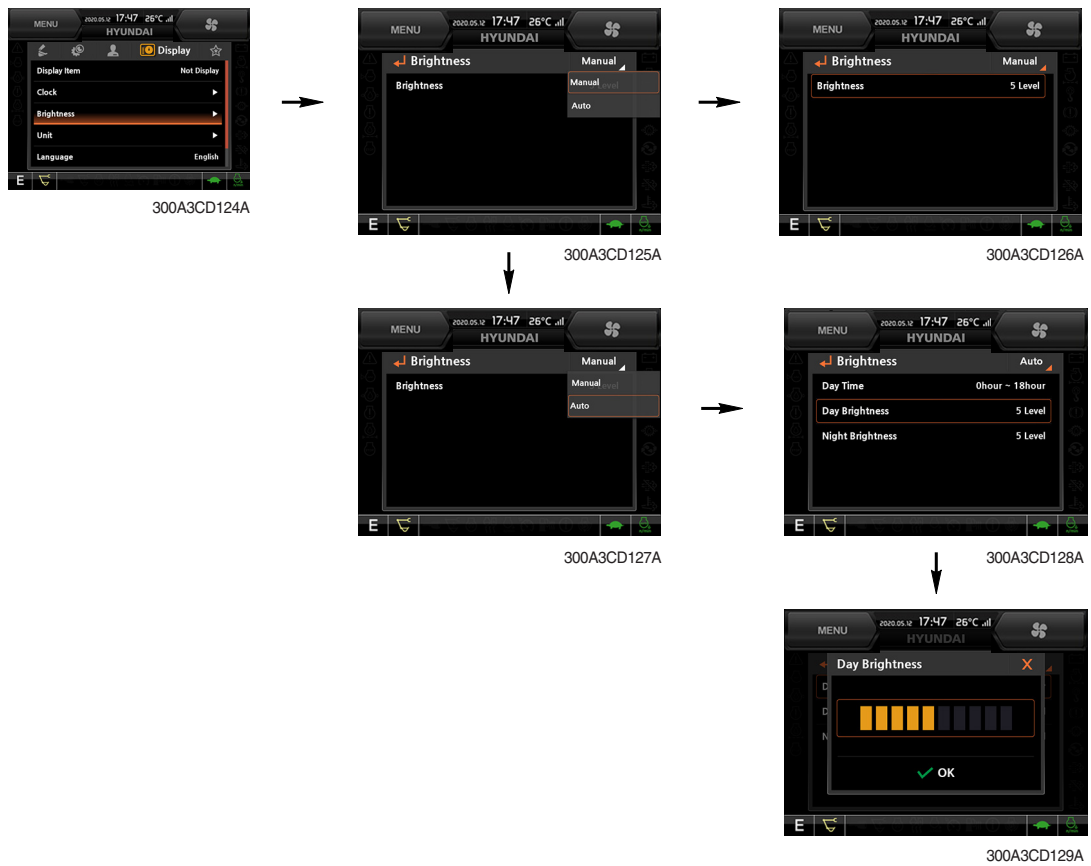 MENU
2020.05.12 17:47 26°C
HYUNDAI
Display
Display Item Not Display
Clock
Brightness
Unit
Language English
E
300A3CD124A
MENU
2020.05.12 17:47 26°C
HYUNDAI
Brightness Manual
Brightness Manual
Auto
E
300A3CD125A
MENU
2020.05.12 17:47 26°C
HYUNDAI
Brightness Manual
Brightness 5 Level
E
300A3CD126A
MENU
2020.05.12 17:47 26°C
HYUNDAI
Brightness Manual
Brightness Manual
Auto
E
300A3CD127A
MENU
2020.05.12 17:47 26°C
HYUNDAI
Brightness Auto
Day Time 0hour ~ 18hour
Day Brightness 5 Level
Night Brightness 5 Level
E
300A3CD128A
MENU
2020.05.12 17:47 26°C
HYUNDAI
Day Brightness X
OK
E
300A3CD129A